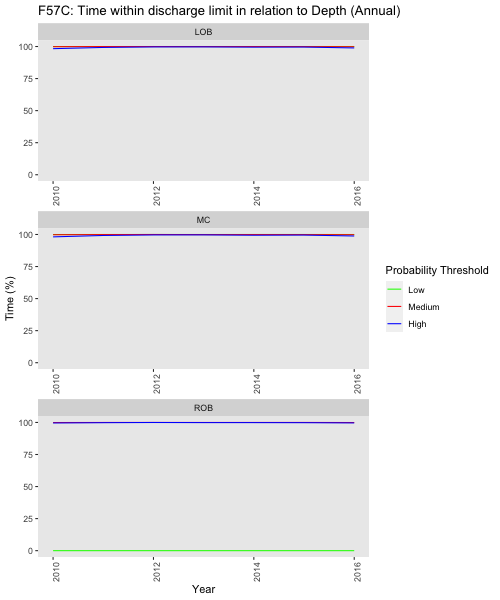 F57C: Time within discharge limit in relation to Depth (Annual)
LOB
100
75
50
25
0
2010
2012
2014
2016
MC
100
75
50
25
0
2010
2012
2014
2016
ROB
100
75
50
25
0
2010
2012
2014
2016
Time (%)
Year
Probability Threshold
Low
Medium
High